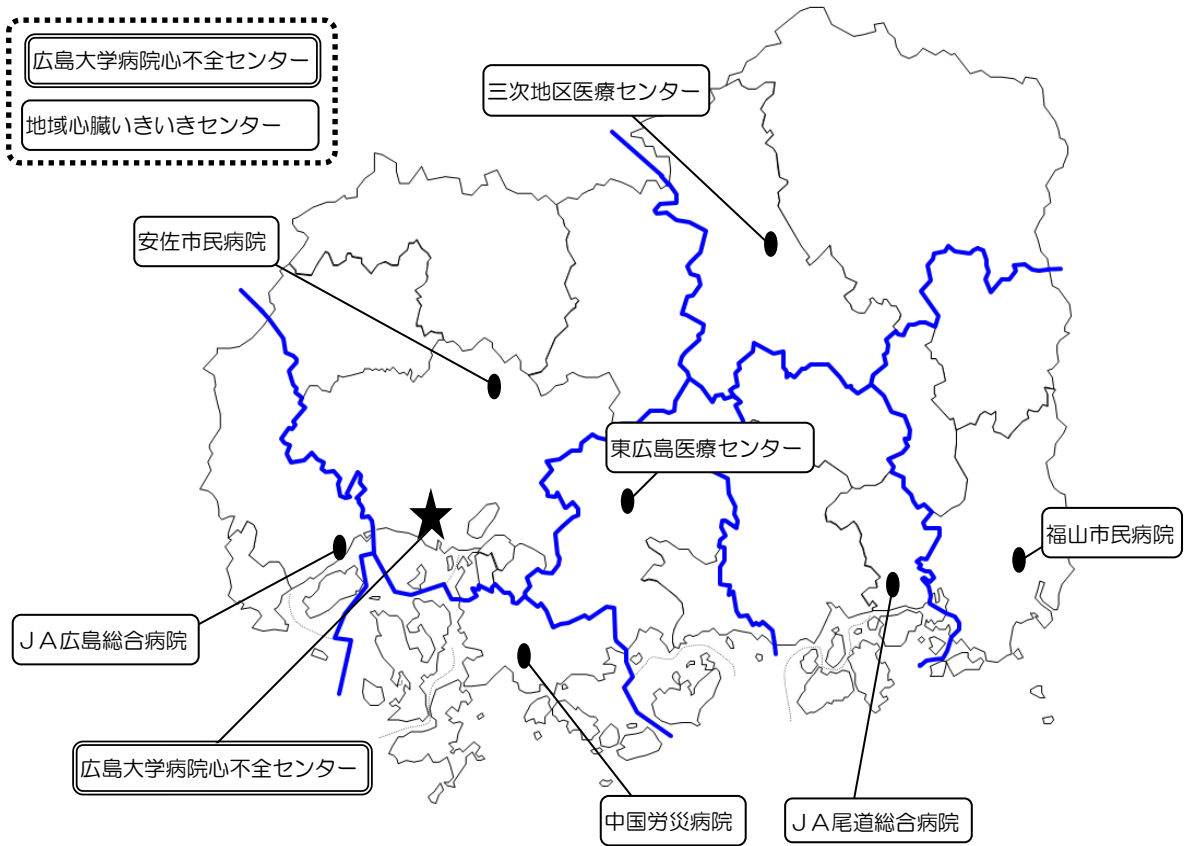 広島大学病院心不全センター
地域心臓いきいきセンター
三次地区医療センター
安佐市民病院
東広島医療センター
福山市民病院
ＪＡ広島総合病院
広島大学病院心不全センター
中国労災病院
ＪＡ尾道総合病院